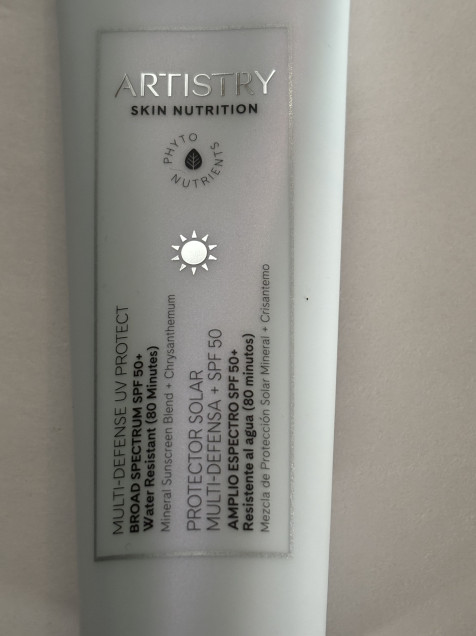 ARTISTRY
SKIN NUTRITION
PHYTO
NUTRIENTS
MULTI-DEFENSE UV PROTECT
BROAD SPECTRUM SPF 50+
Water Resistant (80 Minutes)
Mineral Sunscreen Blend + Chrysanthemum
PROTECTOR SOLAR
MULTI-DEFENSA + SPF 50
AMPLIO ESPECTRO SPF 50+
Resistente al agua (80 minutos)
Mezcla de Protección Solar Mineral + Crisantemo